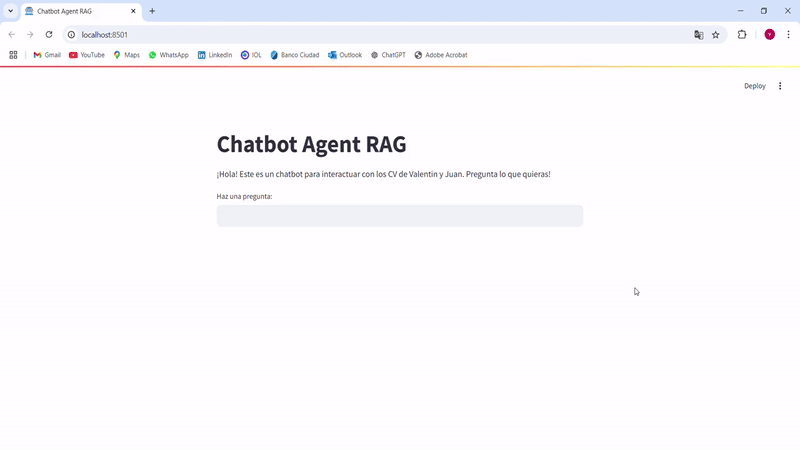 Chatbot Agent RAG
localhost:8501
Gmail YouTube Maps WhatsApp LinkedIn IOL Banco Ciudad Outlook ChatGPT Adobe Acrobat
Deploy
Chatbot Agent RAG
¡Hola! Este es un chatbot para interactuar con los CV de Valentin y Juan. Pregunta lo que quieras!
Haz una pregunta: